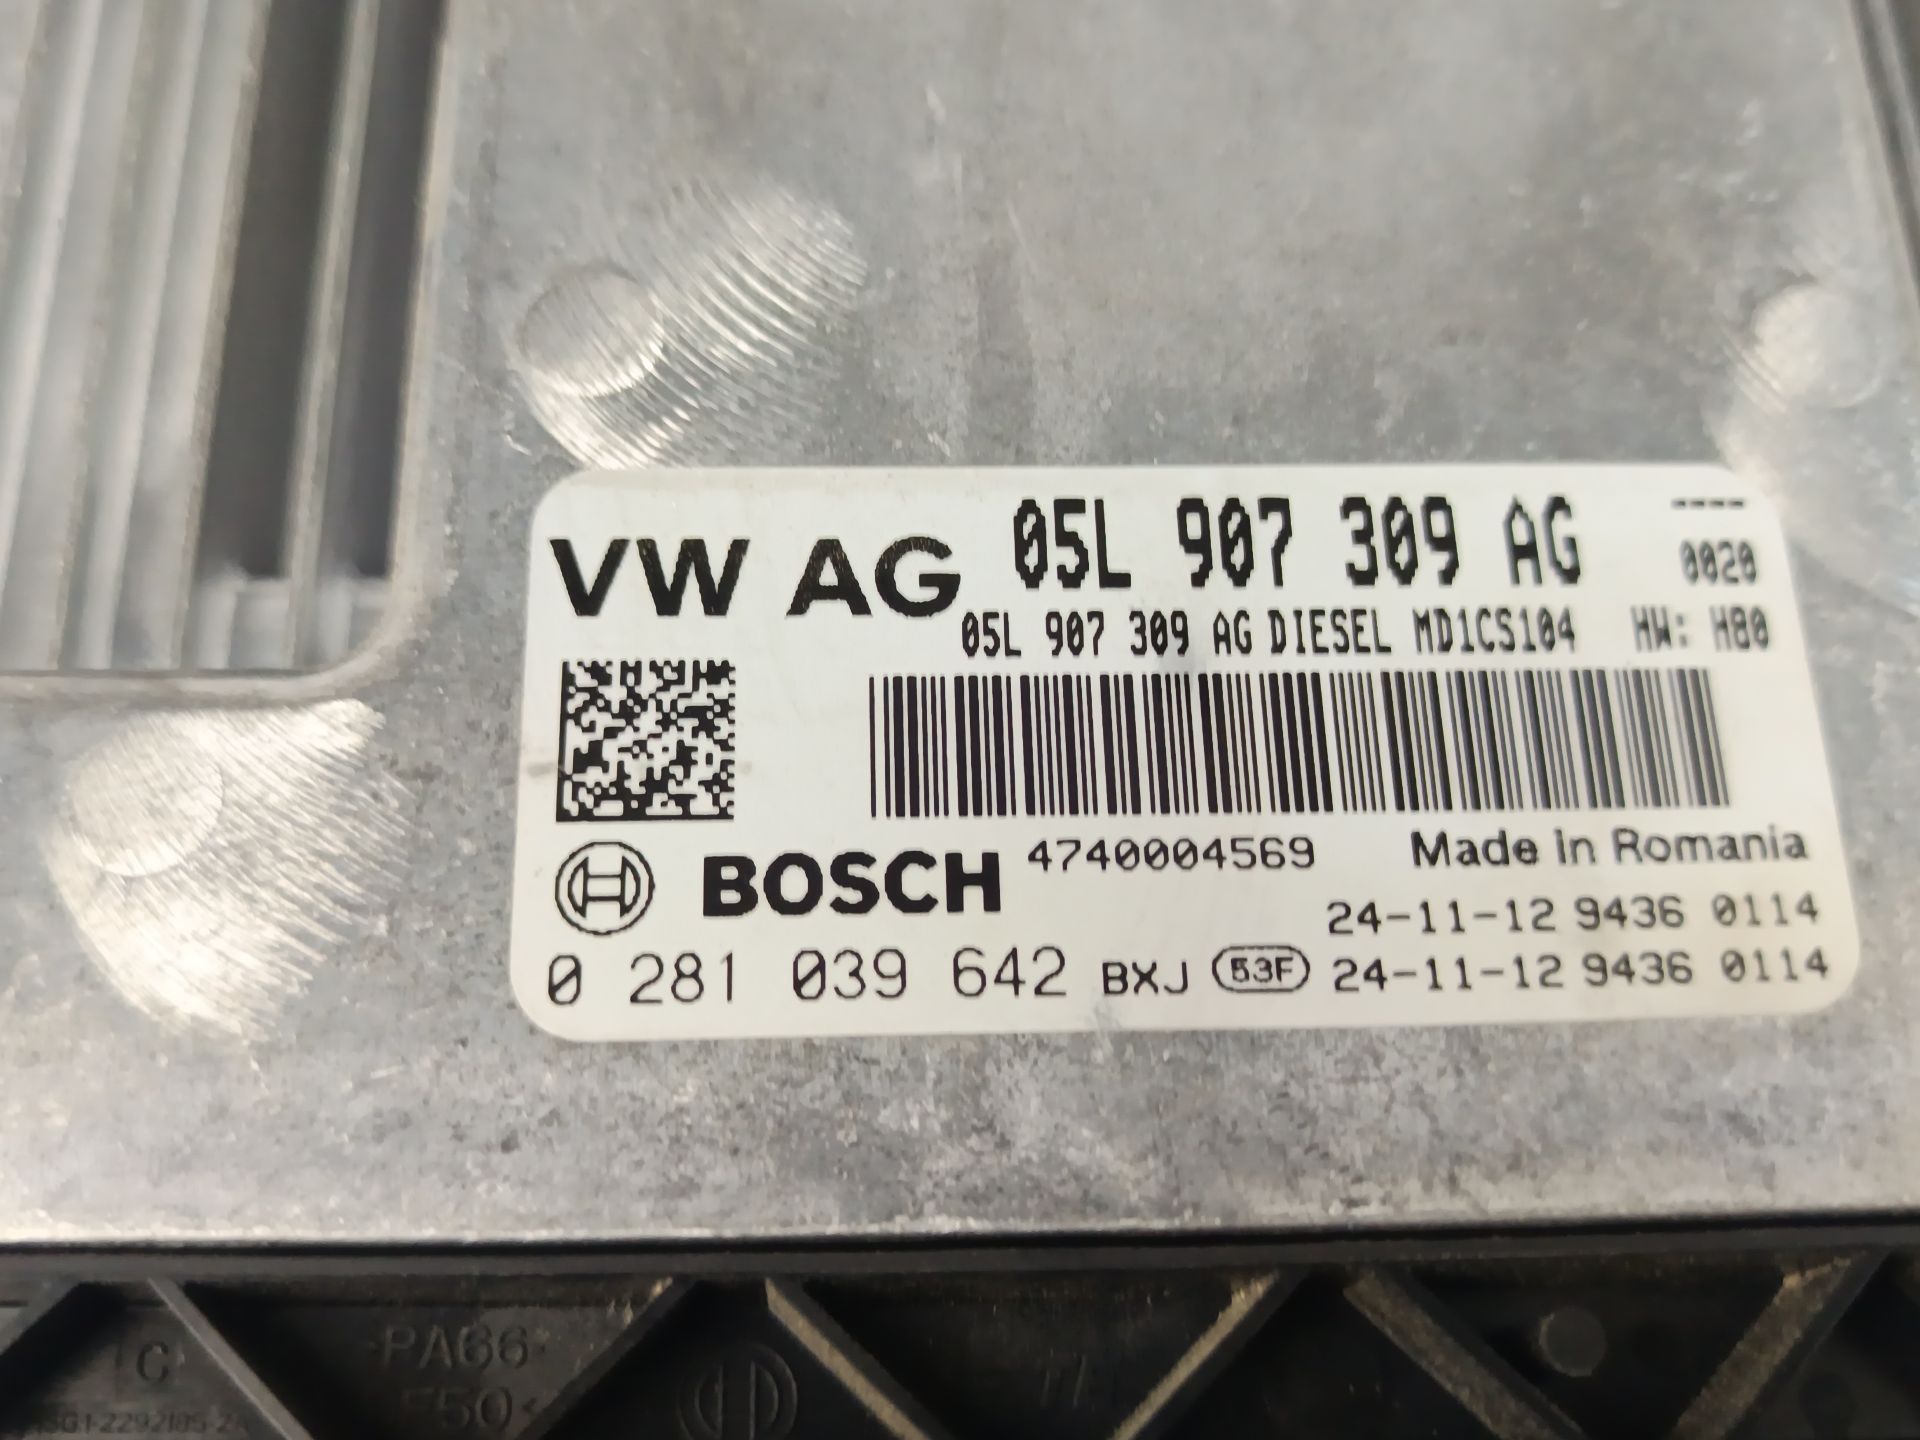 VW AG 05L 907 309 AG ----
0020
05L 907 309 AG DIESEL MD1CS104 HW: H80
BOSCH 4740004569 Made in Romania
24-11-12 9436 0114
0 281 039 642 BXJ 53F 24-11-12 9436 0114
C >PA66-
F50<